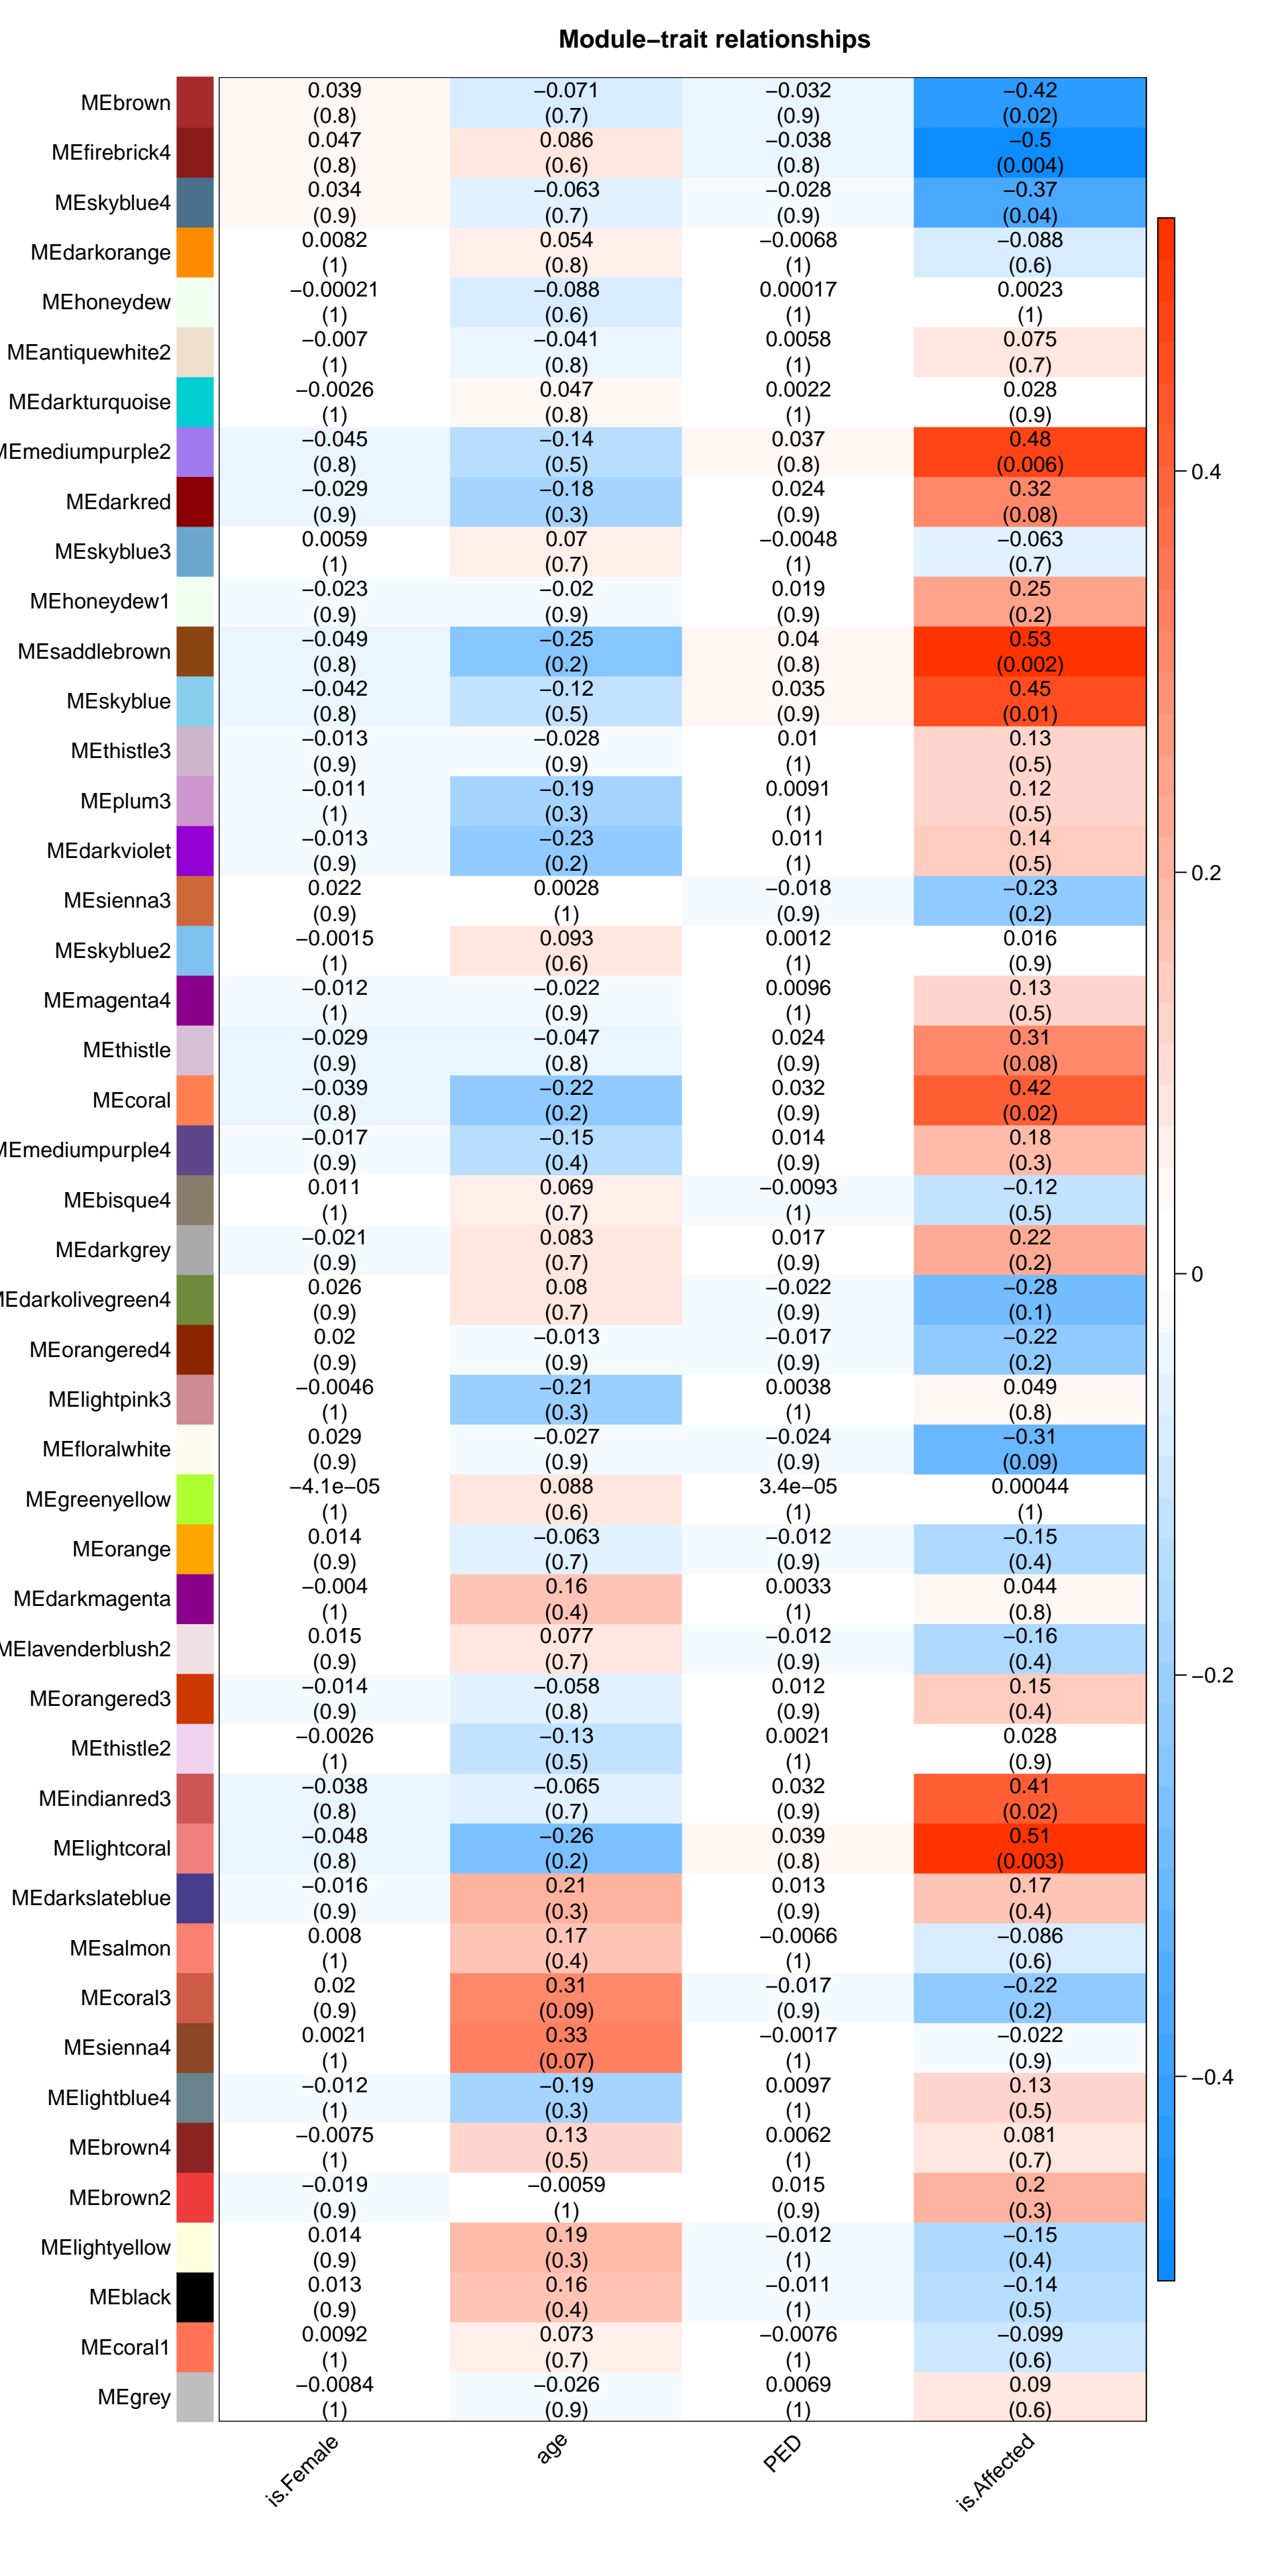 Module−trait relationships
MEbrown 0.039 −0.071 −0.032 −0.42
(0.8) (0.7) (0.9) (0.02)
MEfirebrick4 0.047 0.086 −0.038 −0.5
(0.8) (0.6) (0.8) (0.004)
MEskyblue4 0.034 −0.063 −0.028 −0.37
(0.9) (0.7) (0.9) (0.04)
MEdarkorange 0.0082 0.054 −0.0068 −0.088
(1) (0.8) (1) (0.6)
MEhoneydew −0.00021 −0.088 0.00017 0.0023
(1) (0.6) (1) (1)
MEantiquewhite2 −0.007 −0.041 0.0058 0.075
(1) (0.8) (1) (0.7)
MEdarkturquoise −0.0026 0.047 0.0022 0.028
(1) (0.8) (1) (0.9)
MEmediumpurple2 −0.045 −0.14 0.037 0.48
(0.8) (0.5) (0.8) (0.006)
MEdarkred −0.029 −0.18 0.024 0.32
(0.9) (0.3) (0.9) (0.08)
MEskyblue3 0.0059 0.07 −0.0048 −0.063
(1) (0.7) (1) (0.7)
MEhoneydew1 −0.023 −0.02 0.019 0.25
(0.9) (0.9) (0.9) (0.2)
MEsaddlebrown −0.049 −0.25 0.04 0.53
(0.8) (0.2) (0.8) (0.002)
MEskyblue −0.042 −0.12 0.035 0.45
(0.8) (0.5) (0.9) (0.01)
MEthistle3 −0.013 −0.028 0.01 0.13
(0.9) (0.9) (1) (0.5)
MEplum3 −0.011 −0.19 0.0091 0.12
(1) (0.3) (1) (0.5)
MEdarkviolet −0.013 −0.23 0.011 0.14
(0.9) (0.2) (1) (0.5)
MEsienna3 0.022 0.0028 −0.018 −0.23
(0.9) (1) (0.9) (0.2)
MEskyblue2 −0.0015 0.093 0.0012 0.016
(1) (0.6) (1) (0.9)
MEmagenta4 −0.012 −0.022 0.0096 0.13
(1) (0.9) (1) (0.5)
MEthistle −0.029 −0.047 0.024 0.31
(0.9) (0.8) (0.9) (0.08)
MEcoral −0.039 −0.22 0.032 0.42
(0.8) (0.2) (0.9) (0.02)
MEmediumpurple4 −0.017 −0.15 0.014 0.18
(0.9) (0.4) (0.9) (0.3)
MEbisque4 0.011 0.069 −0.0093 −0.12
(1) (0.7) (1) (0.5)
MEdarkgrey −0.021 0.083 0.017 0.22
(0.9) (0.7) (0.9) (0.2)
MEdarkolivegreen4 0.026 0.08 −0.022 −0.28
(0.9) (0.7) (0.9) (0.1)
MEorangered4 0.02 −0.013 −0.017 −0.22
(0.9) (0.9) (0.9) (0.2)
MElightpink3 −0.0046 −0.21 0.0038 0.049
(1) (0.3) (1) (0.8)
MEfloralwhite 0.029 −0.027 −0.024 −0.31
(0.9) (0.9) (0.9) (0.09)
MEgreenyellow −4.1e−05 0.088 3.4e−05 0.00044
(1) (0.6) (1) (1)
MEorange 0.014 −0.063 −0.012 −0.15
(0.9) (0.7) (0.9) (0.4)
MEdarkmagenta −0.004 0.16 0.0033 0.044
(1) (0.4) (1) (0.8)
MElavenderblush2 0.015 0.077 −0.012 −0.16
(0.9) (0.7) (0.9) (0.4)
MEorangered3 −0.014 −0.058 0.012 0.15
(0.9) (0.8) (0.9) (0.4)
MEthistle2 −0.0026 −0.13 0.0021 0.028
(1) (0.5) (1) (0.9)
MEindianred3 −0.038 −0.065 0.032 0.41
(0.8) (0.7) (0.9) (0.02)
MElightcoral −0.048 −0.26 0.039 0.51
(0.8) (0.2) (0.8) (0.003)
MEdarkslateblue −0.016 0.21 0.013 0.17
(0.9) (0.3) (0.9) (0.4)
MEsalmon 0.008 0.17 −0.0066 −0.086
(1) (0.4) (1) (0.6)
MEcoral3 0.02 0.31 −0.017 −0.22
(0.9) (0.09) (0.9) (0.2)
MEsienna4 0.0021 0.33 −0.0017 −0.022
(1) (0.07) (1) (0.9)
MElightblue4 −0.012 −0.19 0.0097 0.13
(1) (0.3) (1) (0.5)
MEbrown4 −0.0075 0.13 0.0062 0.081
(1) (0.5) (1) (0.7)
MEbrown2 −0.019 −0.0059 0.015 0.2
(0.9) (1) (0.9) (0.3)
MElightyellow 0.014 0.19 −0.012 −0.15
(0.9) (0.3) (1) (0.4)
MEblack 0.013 0.16 −0.011 −0.14
(0.9) (0.4) (1) (0.5)
MEcoral1 0.0092 0.073 −0.0076 −0.099
(1) (0.7) (1) (0.6)
MEgrey −0.0084 −0.026 0.0069 0.09
(1) (0.9) (1) (0.6)
is.Female age PED is.Affected
0.4
0.2
0
−0.2
−0.4